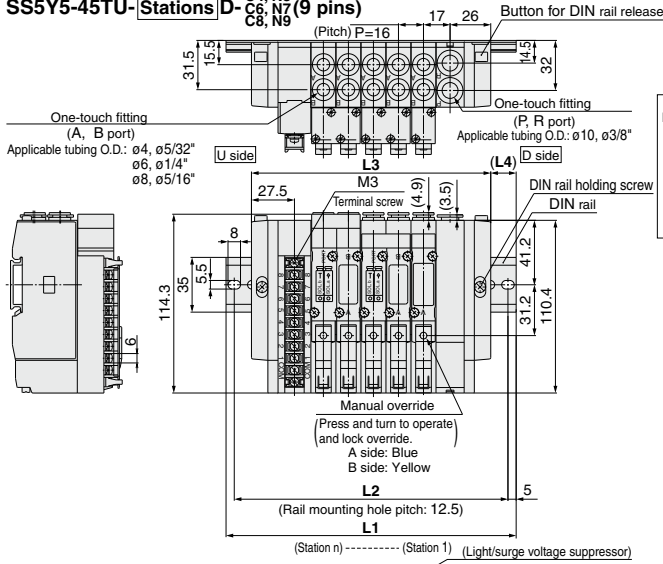 SS5Y5-45TU- Stations D- C6, N7 (9 pins)
C8, N9
(Pitch) P=16
17
26
Button for DIN rail release
15.5
31.5
14.5
32
One-touch fitting
(A, B port)
Applicable tubing O.D.: ø4, ø5/32"
ø6, ø1/4"
ø8, ø5/16"
One-touch fitting
(P, R port)
Applicable tubing O.D.: ø10, ø3/8"
U side
D side
L3
(L4)
27.5
M3
Terminal screw
(4.9)
(3.5)
DIN rail holding screw
DIN rail
8
5.5
35
114.3
6
41.2
31.2
110.4
Manual override
(Press and turn to operate
and lock override.)
A side: Blue
B side: Yellow
L2
5
(Rail mounting hole pitch: 12.5)
L1
(Station n) ---------- (Station 1)
(Light/surge voltage suppressor)